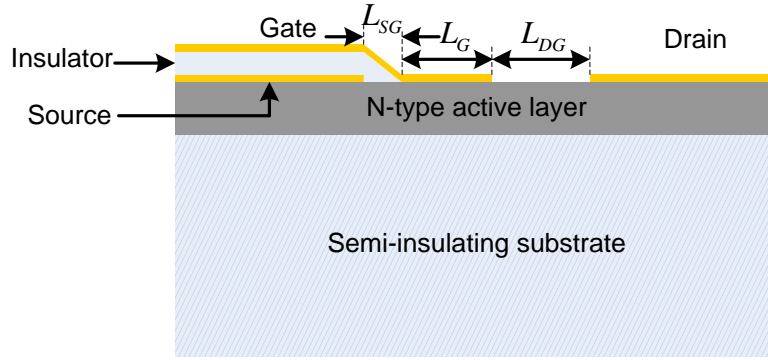 Gate
L_SG
L_G
L_DG
Drain
Insulator
Source
N-type active layer
Semi-insulating substrate